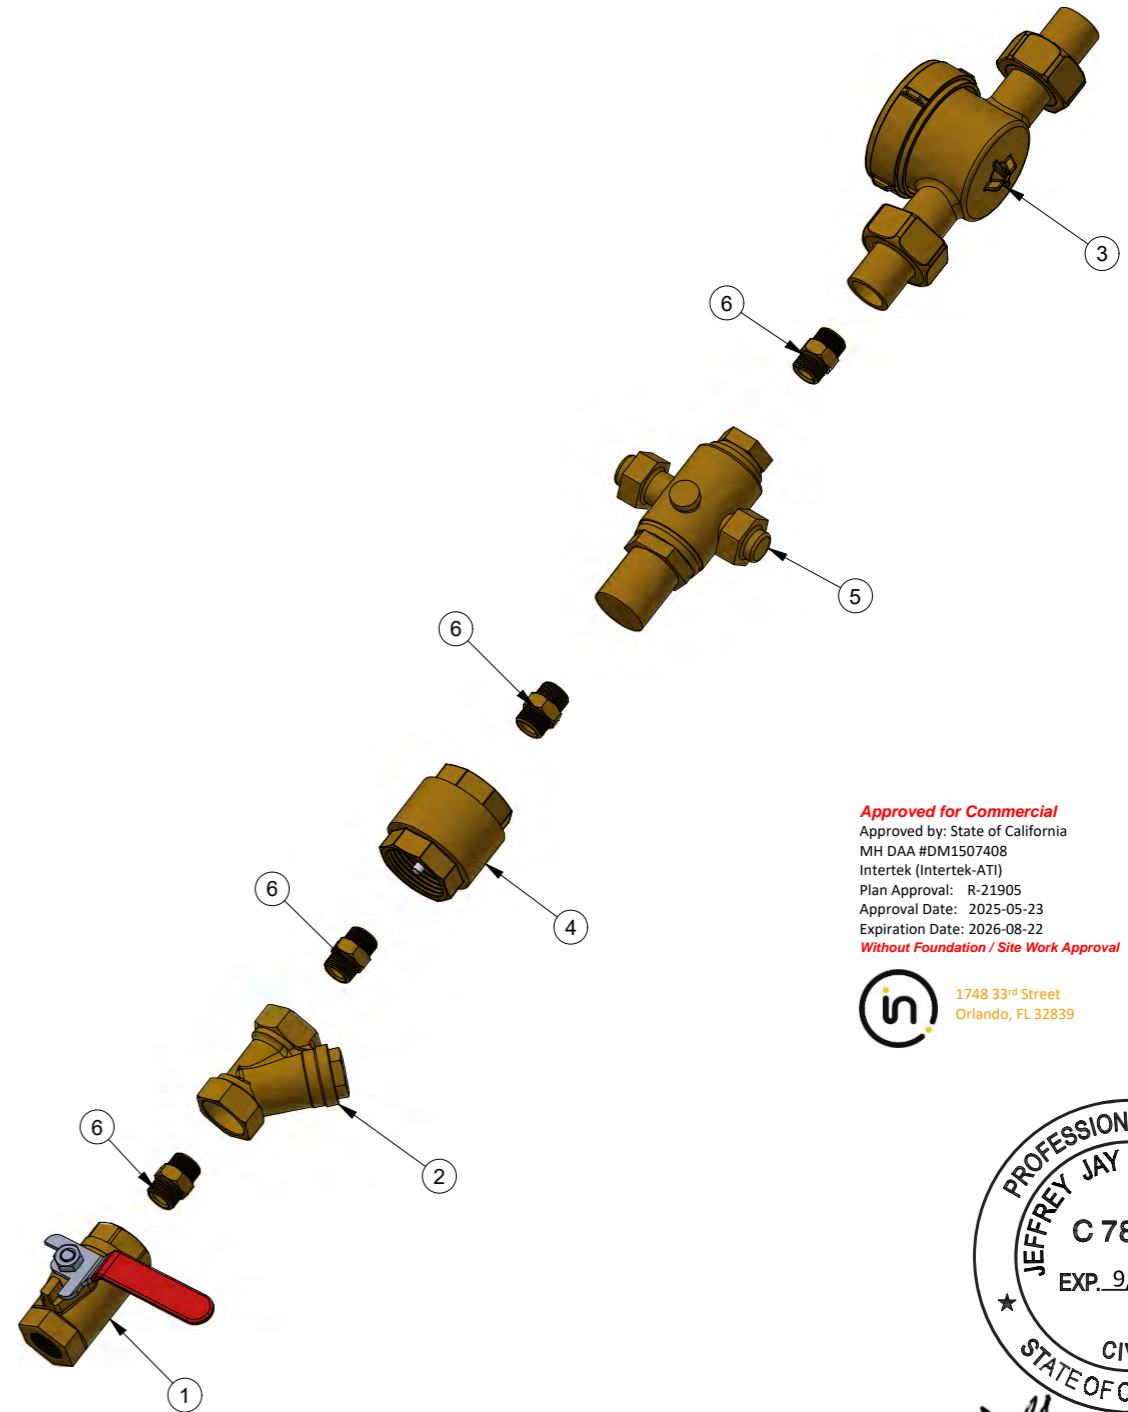 3
6
5
6
Approved for Commercial
Approved by: State of California
MH DAA #DM1507408
Intertek (Intertek-ATI)
Plan Approval: R-21905
Approval Date: 2025-05-23
Expiration Date: 2026-08-22
Without Foundation / Site Work Approval
6
4
in
1748 33rd Street
Orlando, FL 32839
6
2
JEFFREY JAY
C 78
EXP. 9
STATE OF
1